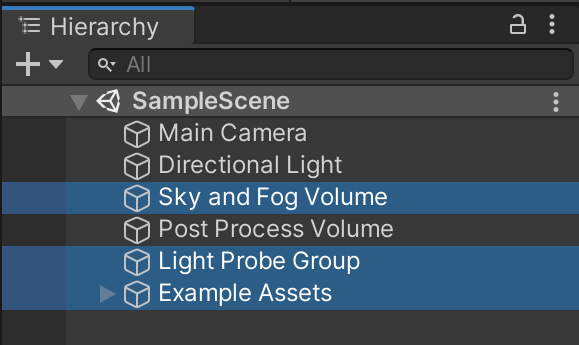 Hierarchy
All
SampleScene
Main Camera
Directional Light
Sky and Fog Volume
Post Process Volume
Light Probe Group
Example Assets